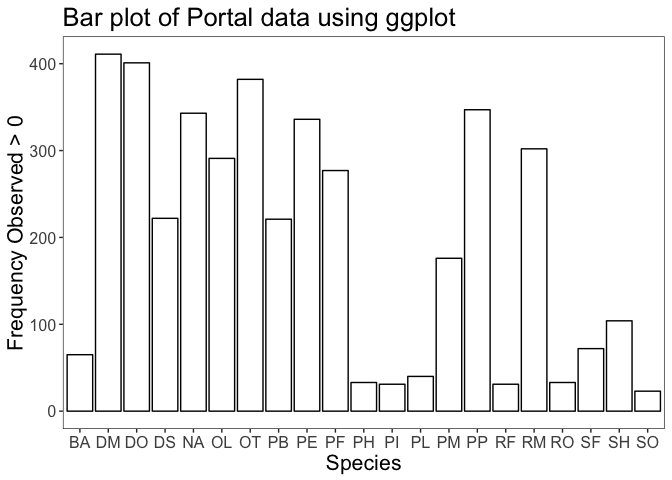 Bar plot of Portal data using ggplot
Frequency Observed > 0
400
300
200
100
0
BA DM DO DS NA OL OT PB PE PF PH PI PL PM PP RF RM RO SF SH SO
Species